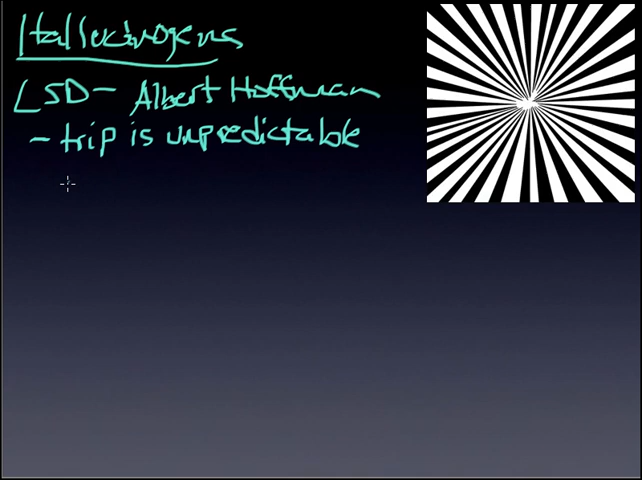 Hallucinogens
LSD - Albert Hoffman
- trip is unpredictable